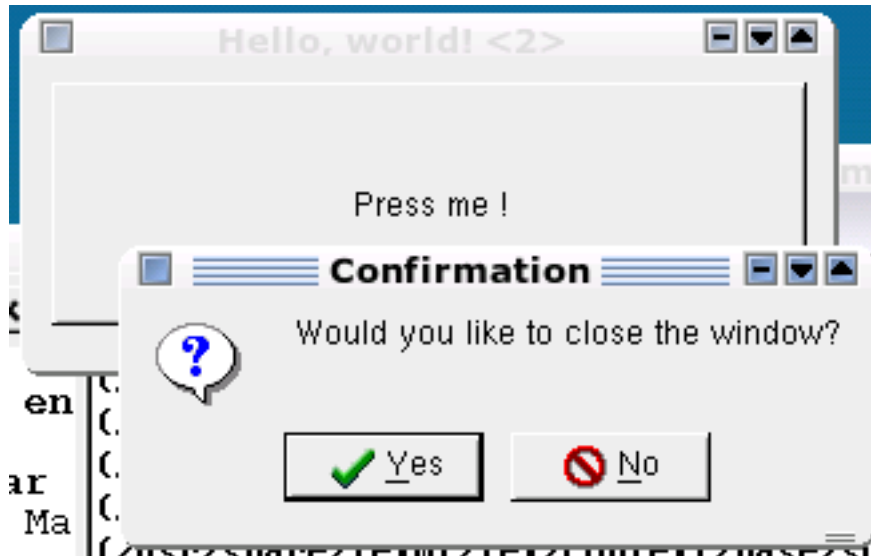 Hello, world! <2>
Press me !
Confirmation
Would you like to close the window?
Yes
No
en
ar
Ma